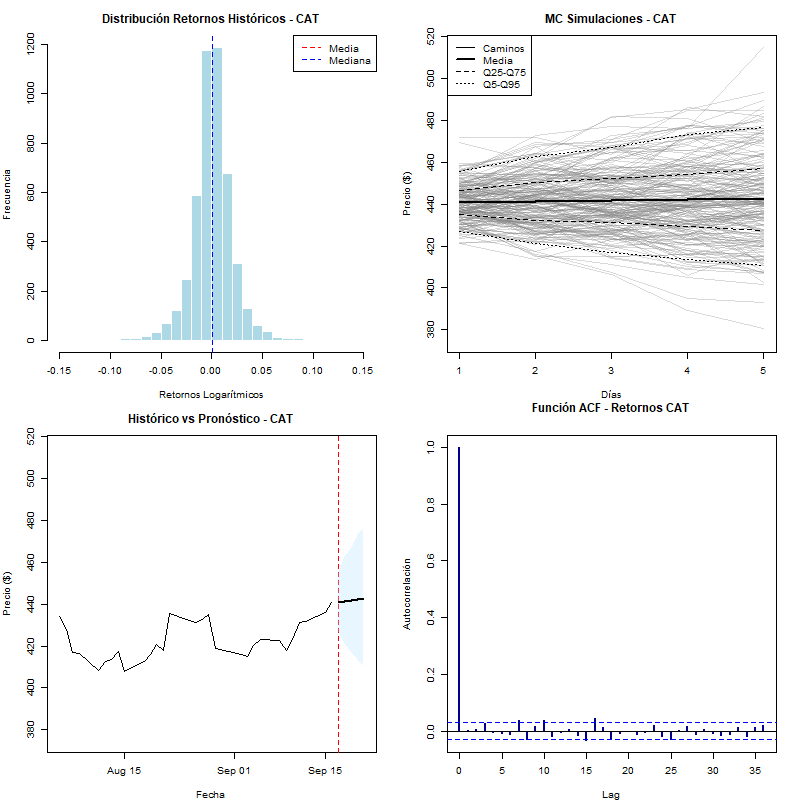 Distribución Retornos Históricos - CAT
Frecuencia
1200
1000
800
600
400
200
0
Media
Mediana
-0.15
-0.10
-0.05
0.00
0.05
0.10
0.15
Retornos Logarítmicos
MC Simulaciones - CAT
Precio ($)
520
500
480
460
440
420
400
380
Caminos
Media
Q25-Q75
Q5-Q95
1
2
3
4
5
Días
Histórico vs Pronóstico - CAT
Precio ($)
520
500
480
460
440
420
400
380
Aug 15
Sep 01
Sep 15
Fecha
Función ACF - Retornos CAT
Autocorrelación
1.0
0.8
0.6
0.4
0.2
0.0
0
5
10
15
20
25
30
35
Lag